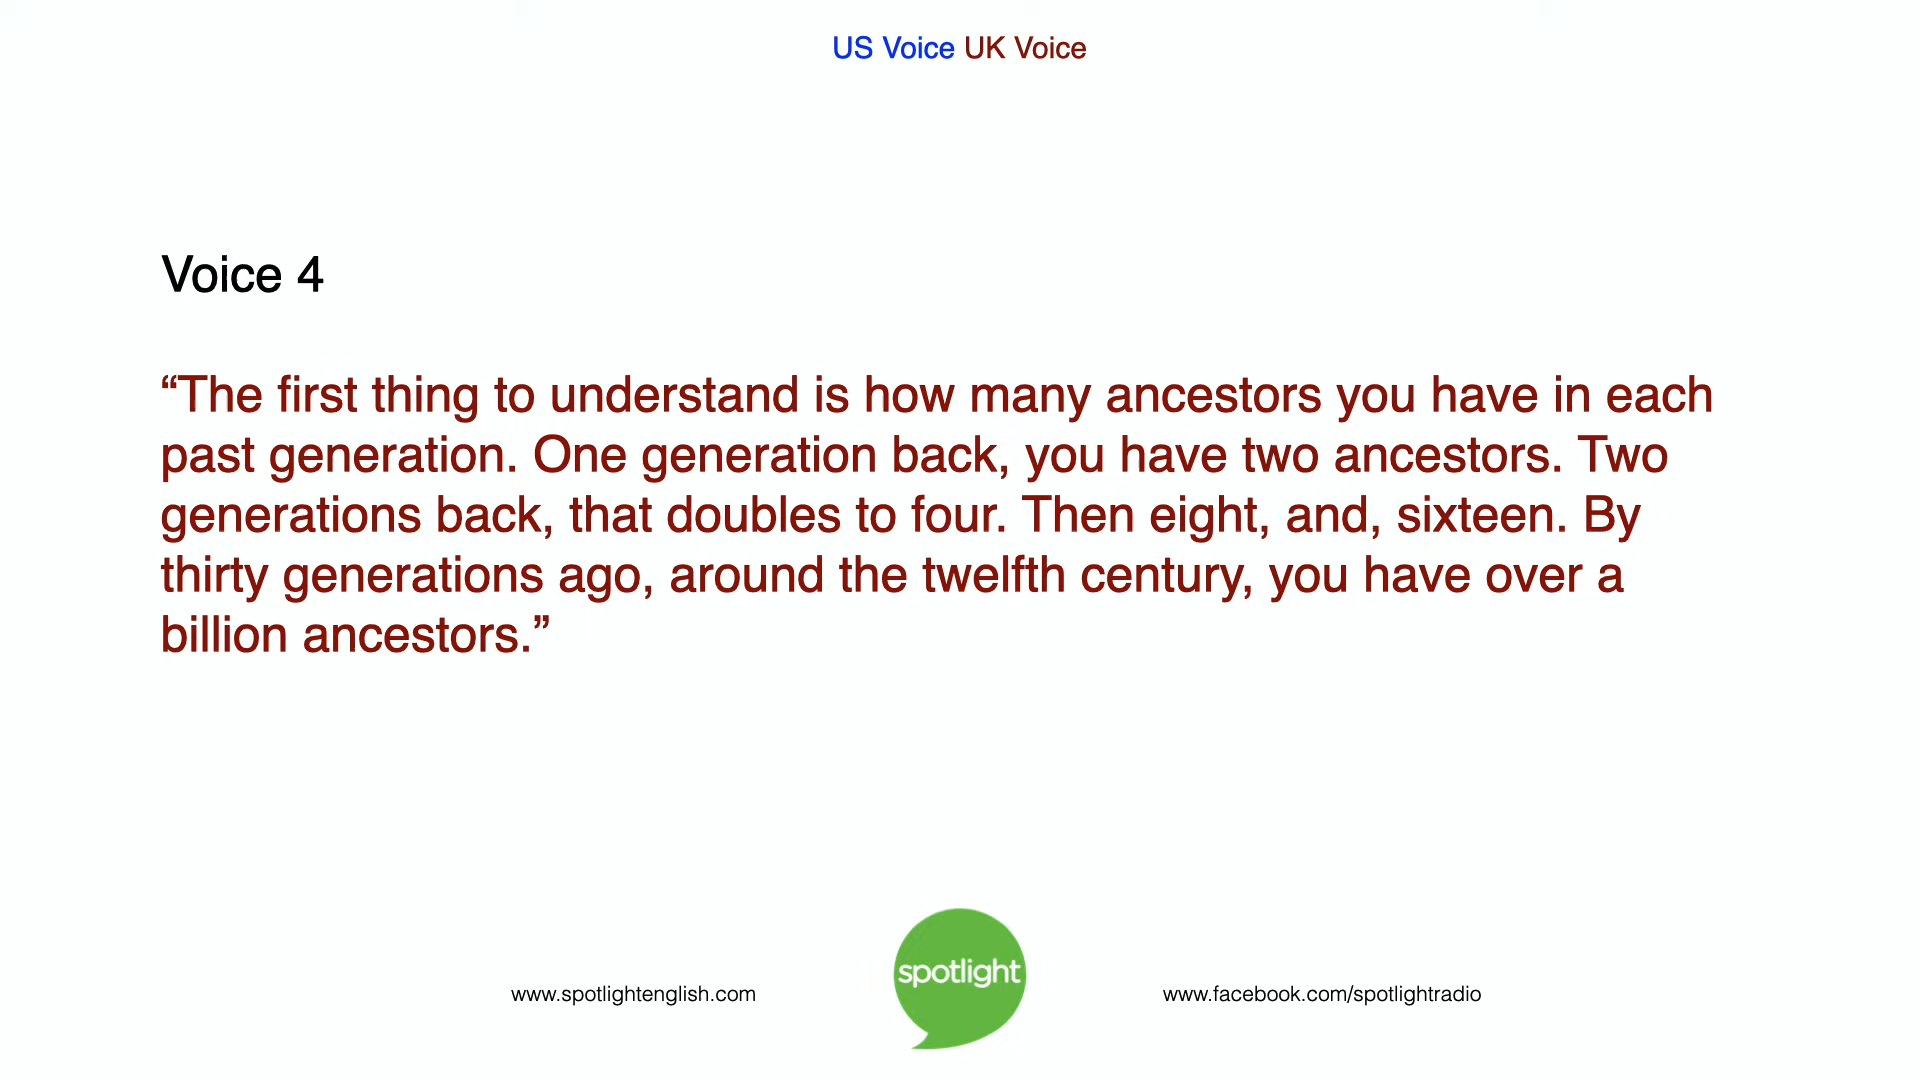 US Voice UK Voice
Voice 4
“The first thing to understand is how many ancestors you have in each
past generation. One generation back, you have two ancestors. Two
generations back, that doubles to four. Then eight, and, sixteen. By
thirty generations ago, around the twelfth century, you have over a
billion ancestors.”
spotlight
www.spotlightenglish.com
www.facebook.com/spotlightradio